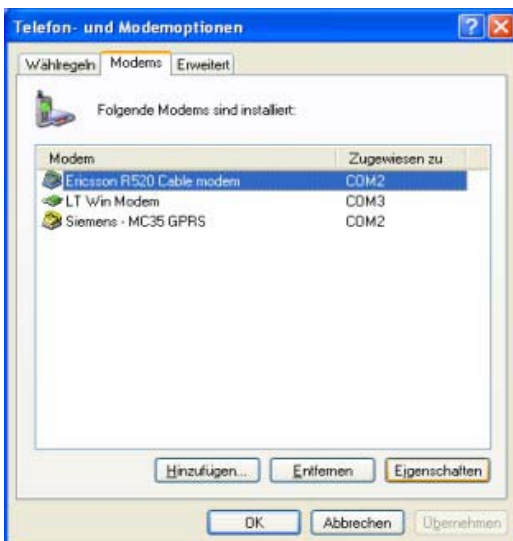 Telefon- und Modemoptionen
Wählregeln Modems Erweitert
Folgende Modems sind installiert:
Modem Zugewiesen zu
Ericsson R520 Cable modem COM2
LT Win Modem COM3
Siemens - MC35 GPRS COM2
Hinzufügen... Entfernen Eigenschaften
OK Abbrechen Übernehmen